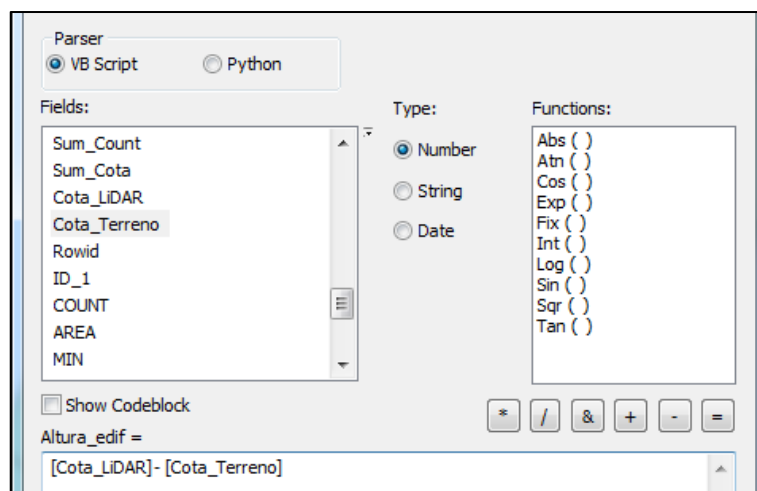 Parser
VB Script Python
Fields: Type: Functions:
Sum_Count
Sum_Cota
Cota_LiDAR
Cota_Terreno
Rowid
ID_1
COUNT
AREA
MIN
Number
String
Date
Abs ( )
Atn ( )
Cos ( )
Exp ( )
Fix ( )
Int ( )
Log ( )
Sin ( )
Sqr ( )
Tan ( )
Show Codeblock
* / & + - =
Altura_edif =
[Cota_LiDAR]- [Cota_Terreno]